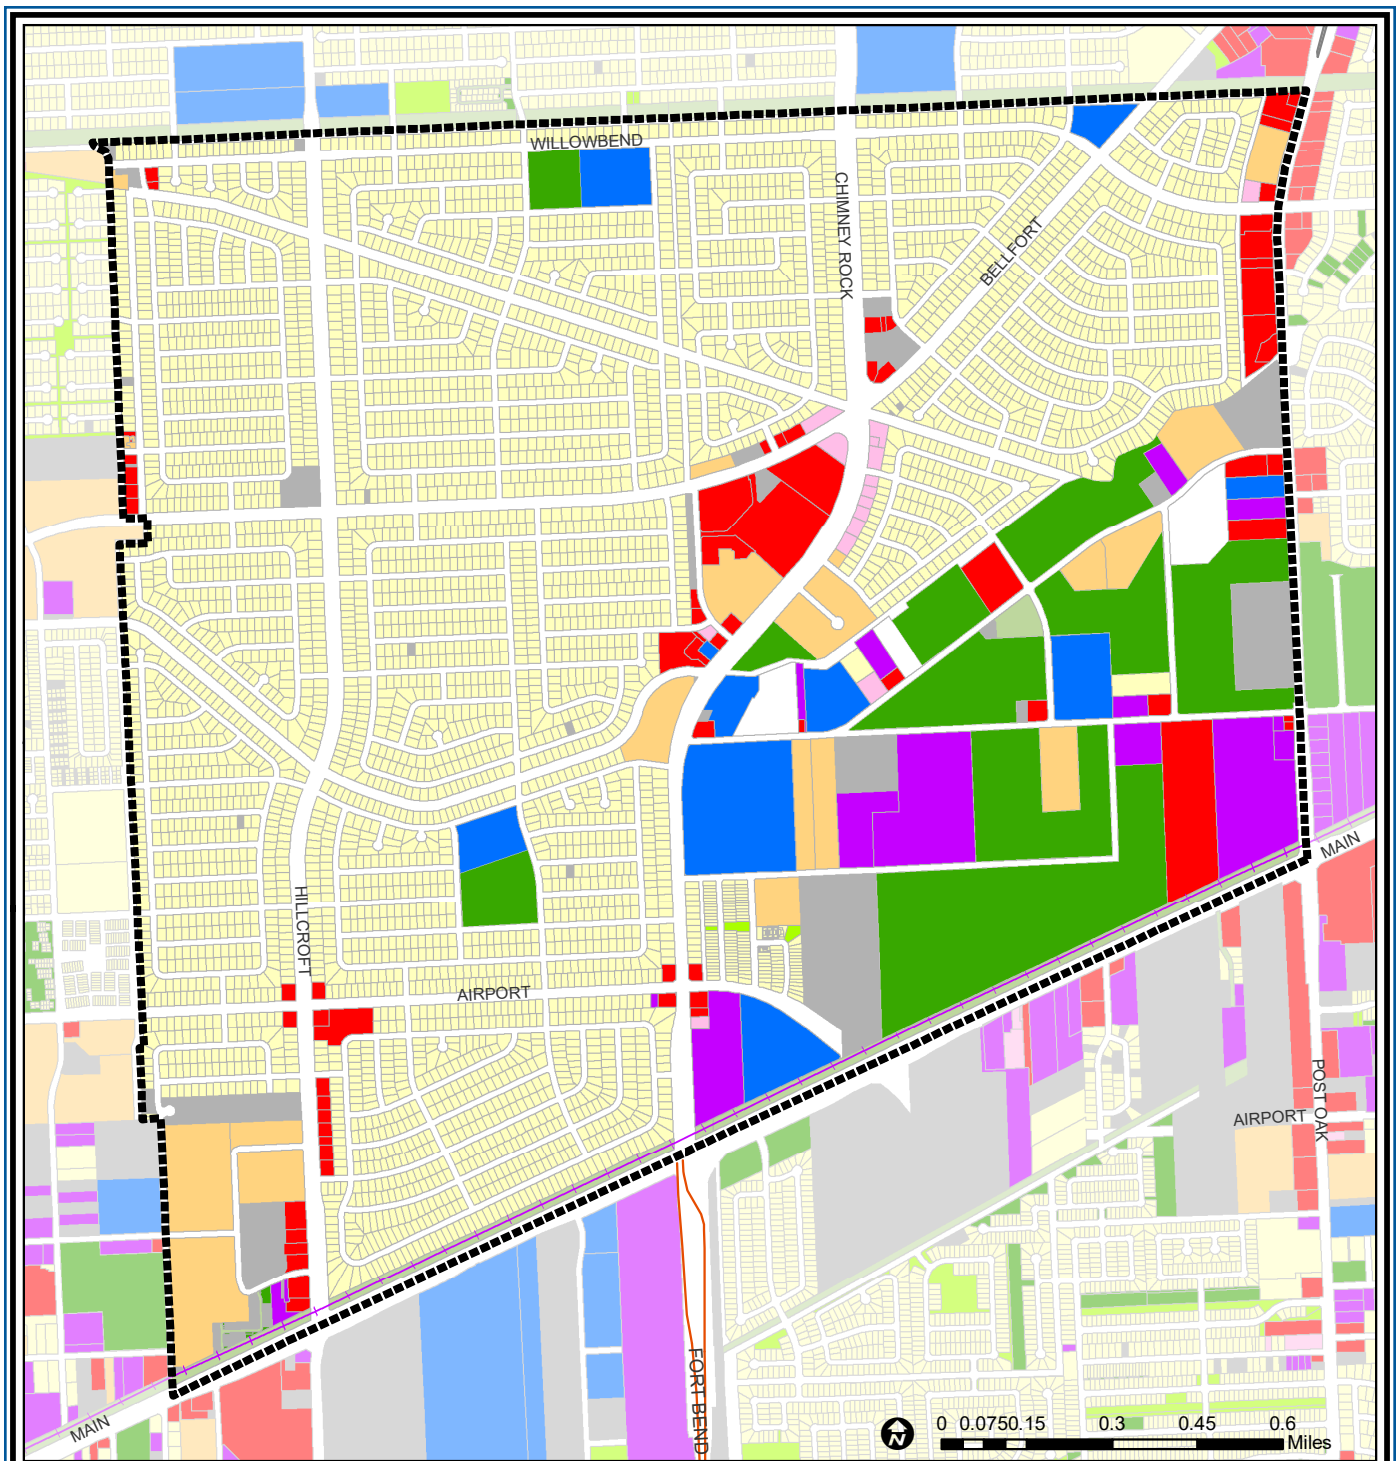 WILLOWBEND
CHIMNEY ROCK
BELLFORT
MAIN
HILLCROFT
AIRPORT
POST OAK
AIRPORT
FORT BEND
MAIN
N
0 0.0750.15 0.3 0.45 0.6
Miles